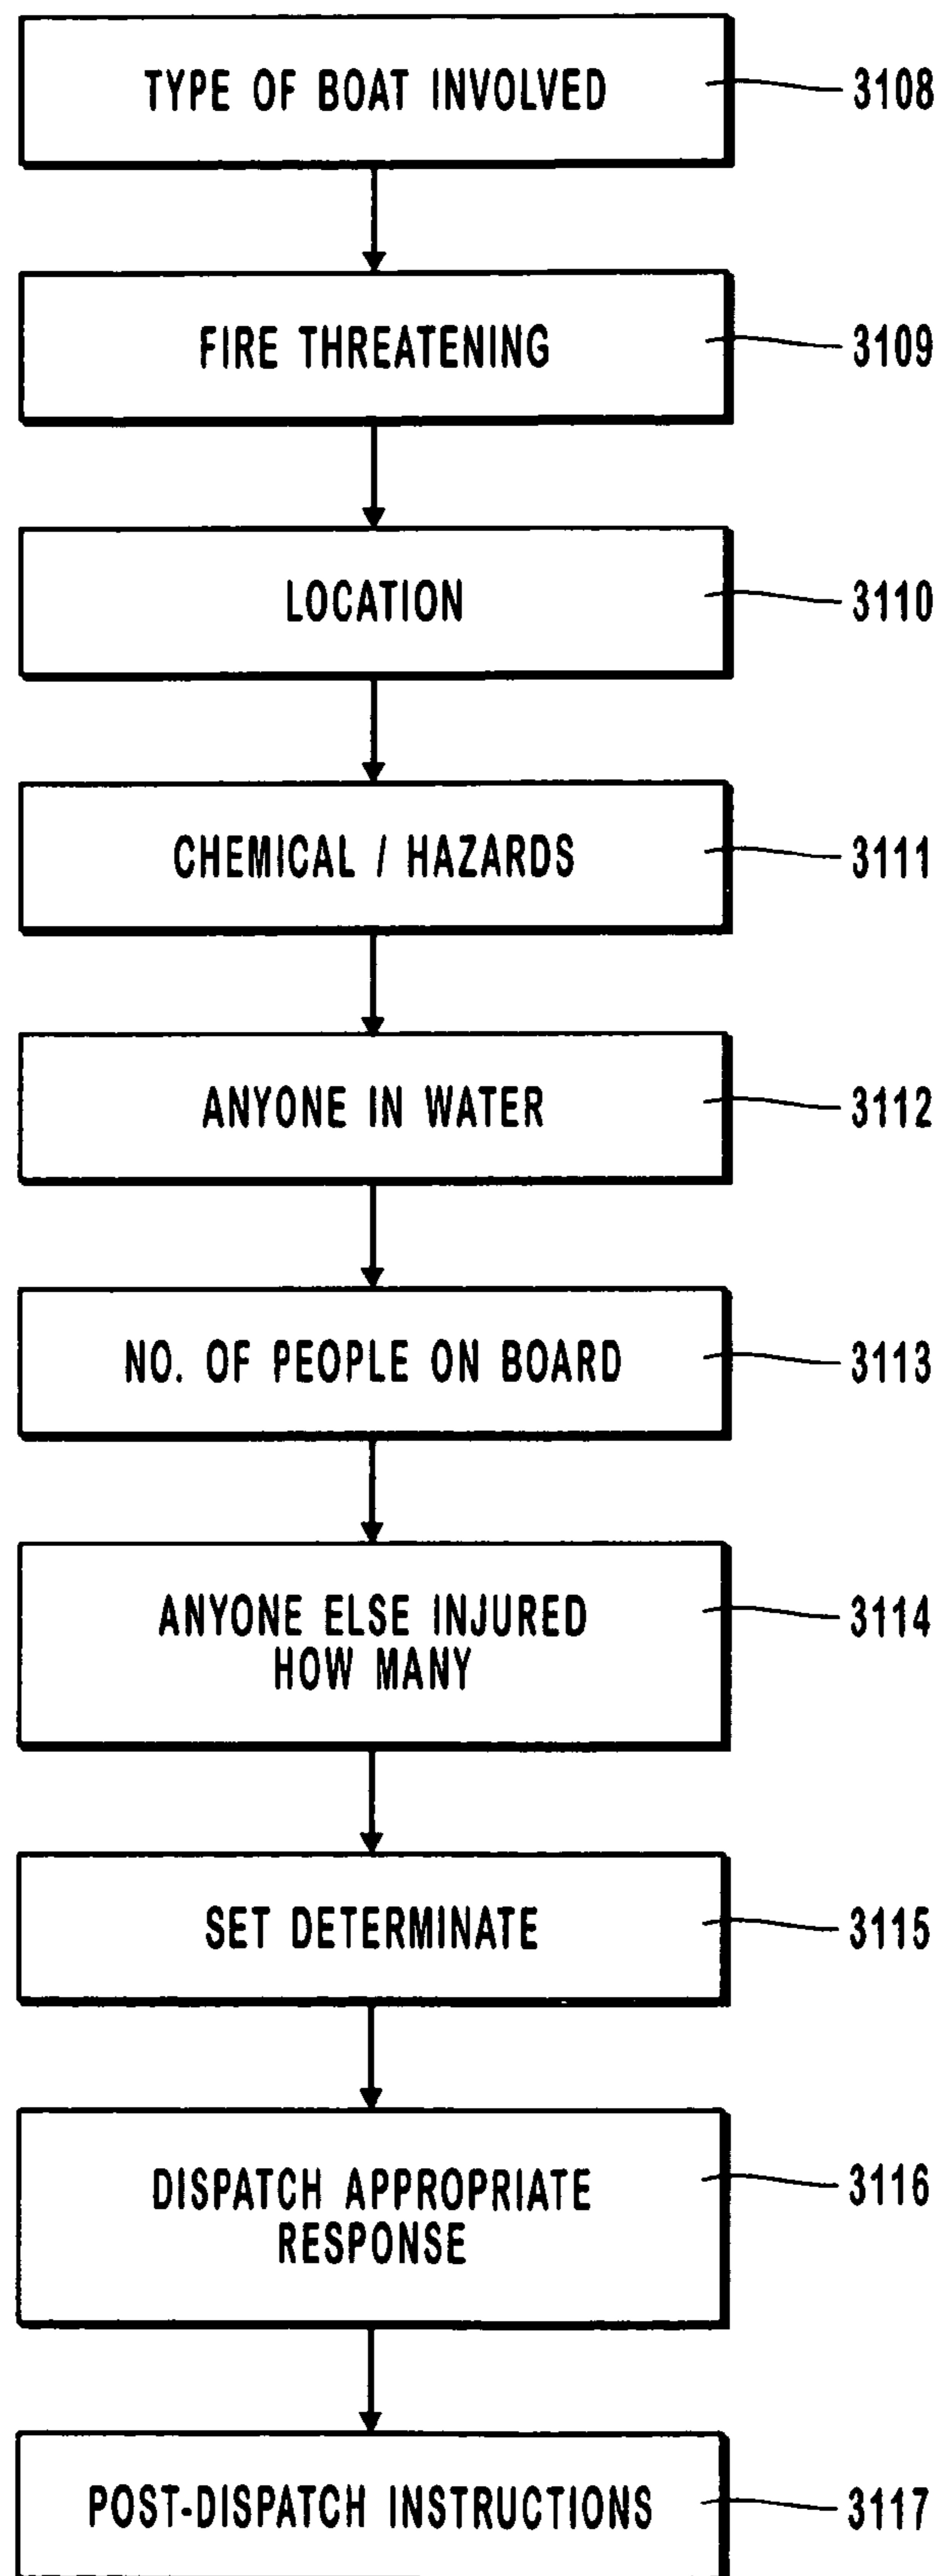 TYPE OF BOAT INVOLVED
3108
FIRE THREATENING
3109
LOCATION
3110
CHEMICAL / HAZARDS
3111
ANYONE IN WATER
3112
NO. OF PEOPLE ON BOARD
3113
ANYONE ELSE INJURED
HOW MANY
3114
SET DETERMINATE
3115
DISPATCH APPROPRIATE
RESPONSE
3116
POST-DISPATCH INSTRUCTIONS
3117